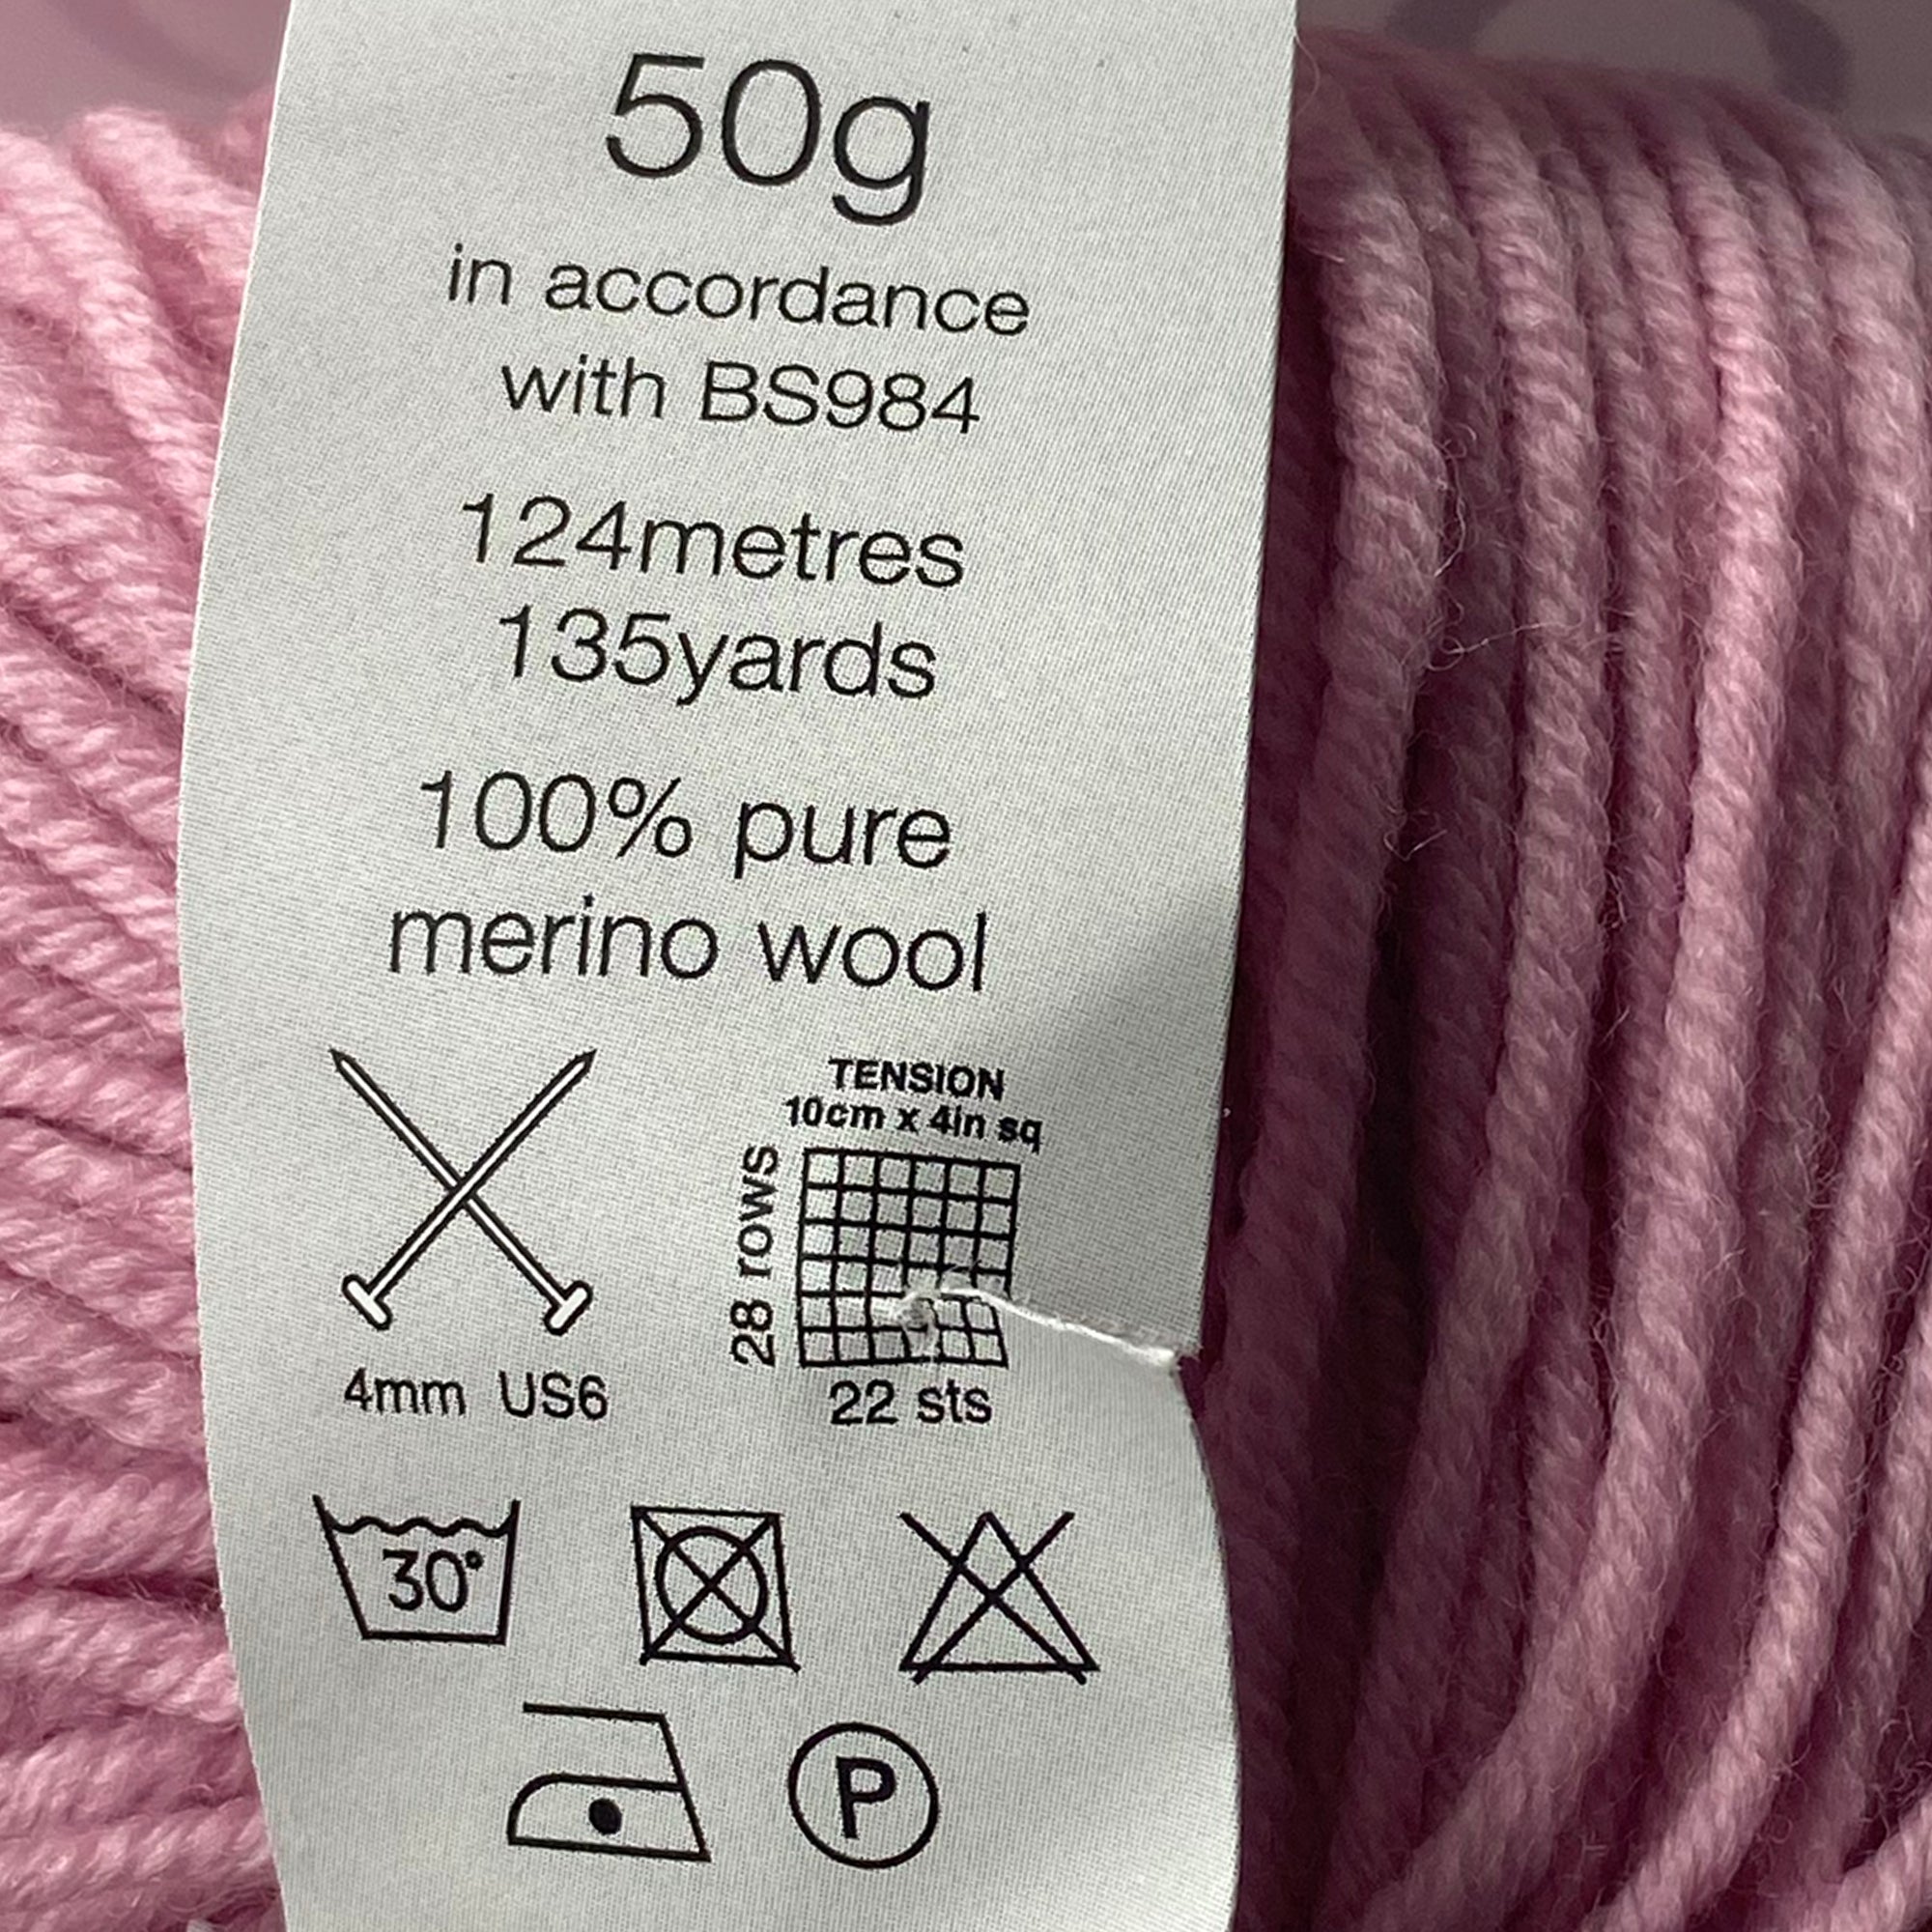 50g
in accordance
with BS984
124metres
135yards
100% pure
merino wool
TENSION
10cm x 4in sq
28 rows
22 sts
4mm US6
30°
P